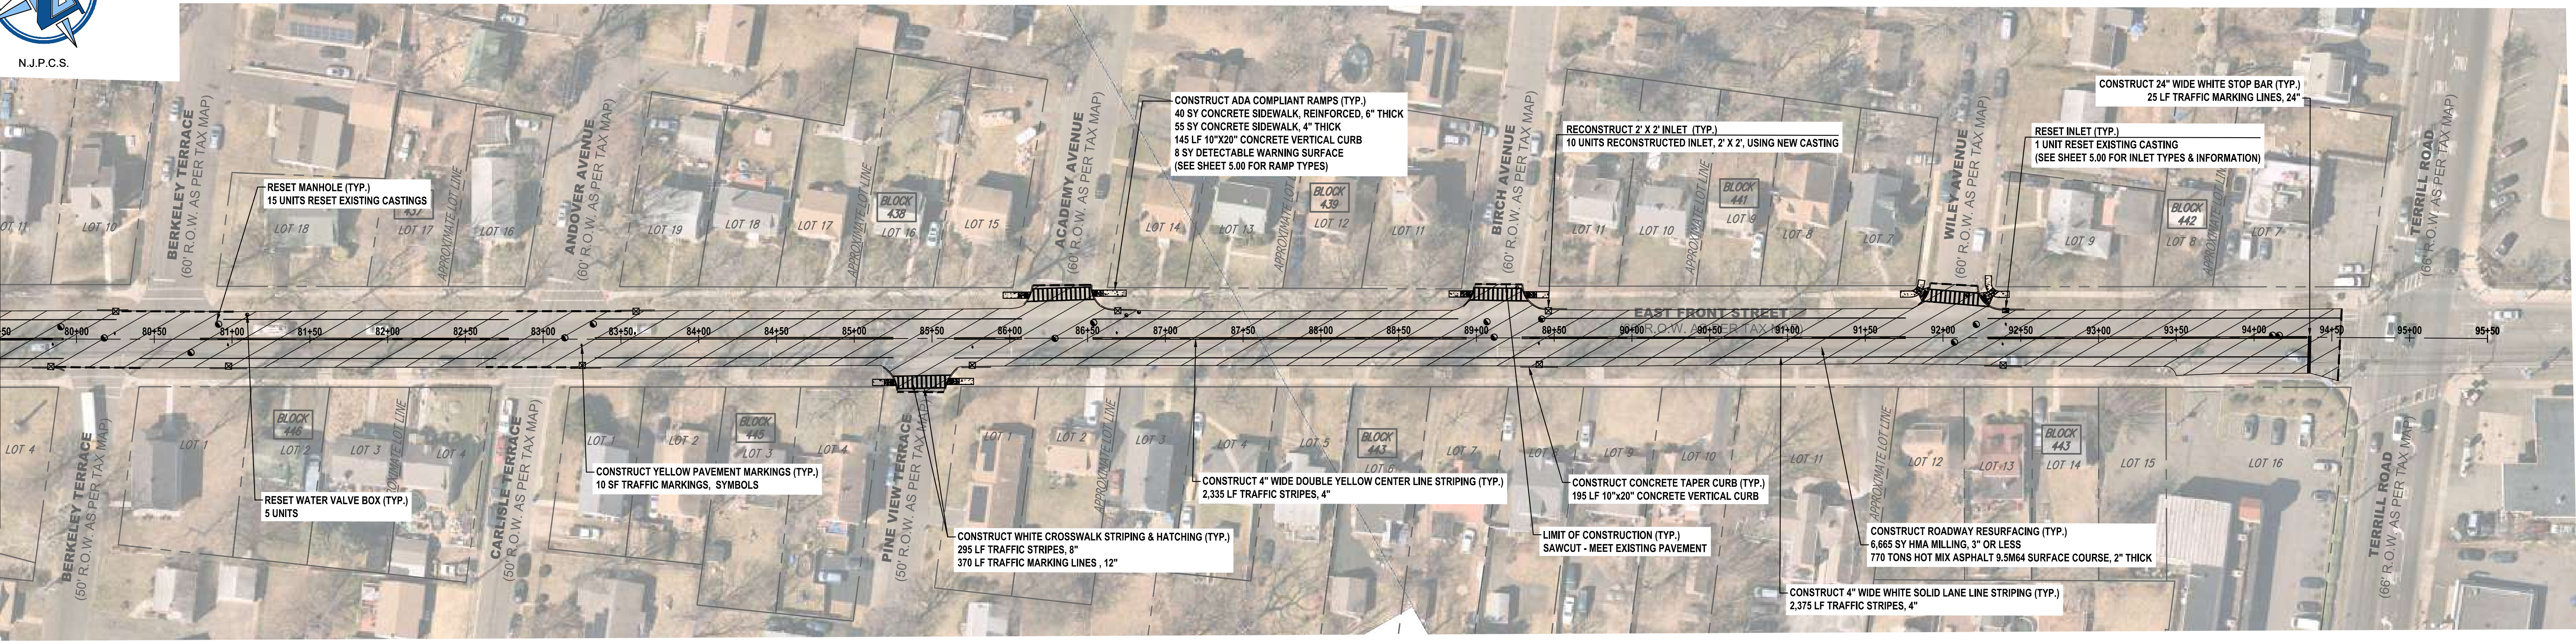 N.J.P.C.S.
BERKELEY TERRACE
(60' R.O.W. AS PER TAX MAP)
ANDOVER AVENUE
(60' R.O.W. AS PER TAX MAP)
ACADEMY AVENUE
(60' R.O.W. AS PER TAX MAP)
BIRCH AVENUE
(60' R.O.W. AS PER TAX MAP)
WILEY AVENUE
(60' R.O.W. AS PER TAX MAP)
TERRILL ROAD
(66' R.O.W. AS PER TAX MAP)
RESET MANHOLE (TYP.)
15 UNITS RESET EXISTING CASTINGS
CONSTRUCT ADA COMPLIANT RAMPS (TYP.)
40 SY CONCRETE SIDEWALK, REINFORCED, 6" THICK
55 SY CONCRETE SIDEWALK, 4" THICK
145 LF 10"X20" CONCRETE VERTICAL CURB
8 SY DETECTABLE WARNING SURFACE
(SEE SHEET 5.00 FOR RAMP TYPES)
RECONSTRUCT 2' X 2' INLET (TYP.)
10 UNITS RECONSTRUCTED INLET, 2' X 2', USING NEW CASTING
RESET INLET (TYP.)
1 UNIT RESET EXISTING CASTING
(SEE SHEET 5.00 FOR INLET TYPES & INFORMATION)
CONSTRUCT 24" WIDE WHITE STOP BAR (TYP.)
25 LF TRAFFIC MARKING LINES, 24"
LOT 10
LOT 18
437
LOT 17
APPROXIMATE LOT LINE
LOT 16
LOT 19
LOT 18
LOT 17
APPROXIMATE LOT LINE
BLOCK
438
LOT 16
LOT 15
LOT 14
LOT 13
APPROXIMATE LOT
BLOCK
439
LOT 12
LOT 11
LOT 11
LOT 10
APPROXIMATE LOT LINE
BLOCK
441
LOT 9
LOT 8
LOT 7
LOT 9
BLOCK
442
LOT 8
APPROXIMATE LOT LINE
LOT 7
EAST FRONT STREET
80+00
80+50
81+00
81+50
82+00
82+50
83+00
83+50
84+00
84+50
85+00
85+50
86+00
86+50
87+00
87+50
88+00
88+50
89+00
89+50
90+00
90+50
91+00
91+50
92+00
92+50
93+00
93+50
94+00
94+50
95+00
95+50
LOT 4
BERKELEY TERRACE
(50' R.O.W. AS PER TAX MAP)
LOT 1
BLOCK
446
LOT 2
LOT 3
APPROXIMATE LOT LINE
LOT 4
CARLISLE TERRACE
(50' R.O.W. AS PER TAX MAP)
LOT 1
LOT 2
BLOCK
445
LOT 3
LOT 4
PINE VIEW TERRACE
(50' R.O.W. AS PER TAX MAP)
LOT 1
LOT 2
APPROXIMATE LOT LINE
LOT 3
LOT 4
LOT 5
BLOCK
443
LOT 6
LOT 7
LOT 8
LOT 9
LOT 10
LOT 11
APPROXIMATE LOT LINE
LOT 12
LOT 13
BLOCK
443
LOT 14
LOT 15
LOT 16
TERRILL ROAD
(66' R.O.W. AS PER TAX MAP)
RESET WATER VALVE BOX (TYP.)
5 UNITS
CONSTRUCT YELLOW PAVEMENT MARKINGS (TYP.)
10 SF TRAFFIC MARKINGS, SYMBOLS
CONSTRUCT WHITE CROSSWALK STRIPING & HATCHING (TYP.)
295 LF TRAFFIC STRIPES, 8"
370 LF TRAFFIC MARKING LINES , 12"
CONSTRUCT 4" WIDE DOUBLE YELLOW CENTER LINE STRIPING (TYP.)
2,335 LF TRAFFIC STRIPES, 4"
CONSTRUCT CONCRETE TAPER CURB (TYP.)
195 LF 10"x20" CONCRETE VERTICAL CURB
LIMIT OF CONSTRUCTION (TYP.)
SAWCUT - MEET EXISTING PAVEMENT
CONSTRUCT ROADWAY RESURFACING (TYP.)
6,665 SY HMA MILLING, 3" OR LESS
770 TONS HOT MIX ASPHALT 9.5M64 SURFACE COURSE, 2" THICK
CONSTRUCT 4" WIDE WHITE SOLID LANE LINE STRIPING (TYP.)
2,375 LF TRAFFIC STRIPES, 4"